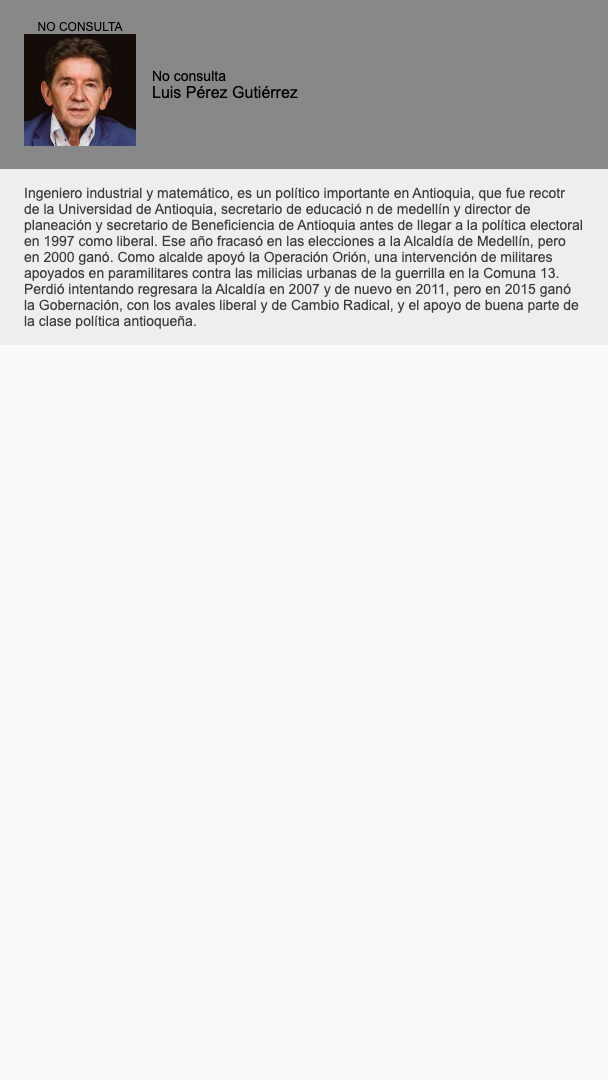 NO CONSULTA
No consulta
Luis Pérez Gutiérrez
Ingeniero industrial y matemático, es un político importante en Antioquia, que fue recotr
de la Universidad de Antioquia, secretario de educació n de medellín y director de
planeación y secretario de Beneficiencia de Antioquia antes de llegar a la política electoral
en 1997 como liberal. Ese año fracasó en las elecciones a la Alcaldía de Medellín, pero
en 2000 ganó. Como alcalde apoyó la Operación Orión, una intervención de militares
apoyados en paramilitares contra las milicias urbanas de la guerrilla en la Comuna 13.
Perdió intentando regresara la Alcaldía en 2007 y de nuevo en 2011, pero en 2015 ganó
la Gobernación, con los avales liberal y de Cambio Radical, y el apoyo de buena parte de
la clase política antioqueña.